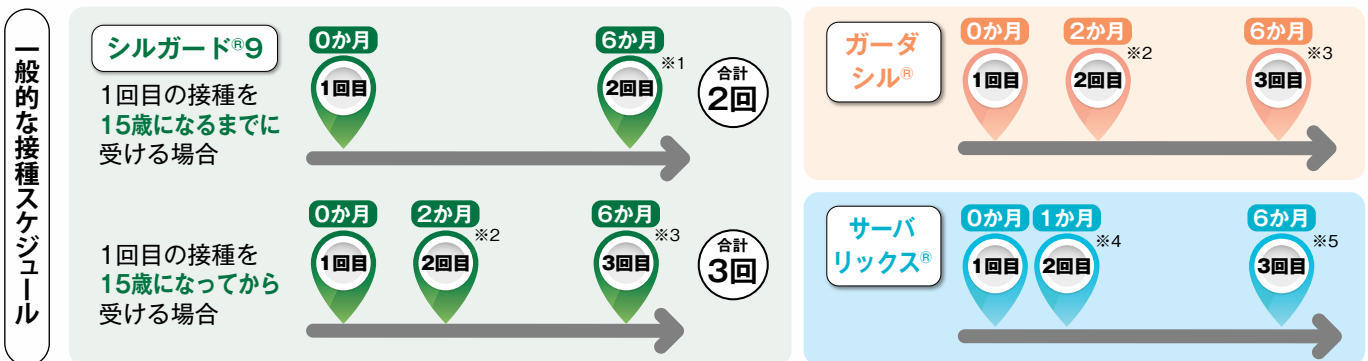 一般的な接種スケジュール
シルガード®9
1回目の接種を
15歳になるまでに
受ける場合
0か月
1回目
6か月
※1
2回目
合計
2回
1回目の接種を
15歳になってから
受ける場合
0か月
1回目
2か月
※2
2回目
6か月
※3
3回目
合計
3回
ガーダ
シル®
0か月
1回目
2か月
※2
2回目
6か月
※3
3回目
サーバ
リックス®
0か月
1回目
1か月
※4
2回目
6か月
※5
3回目